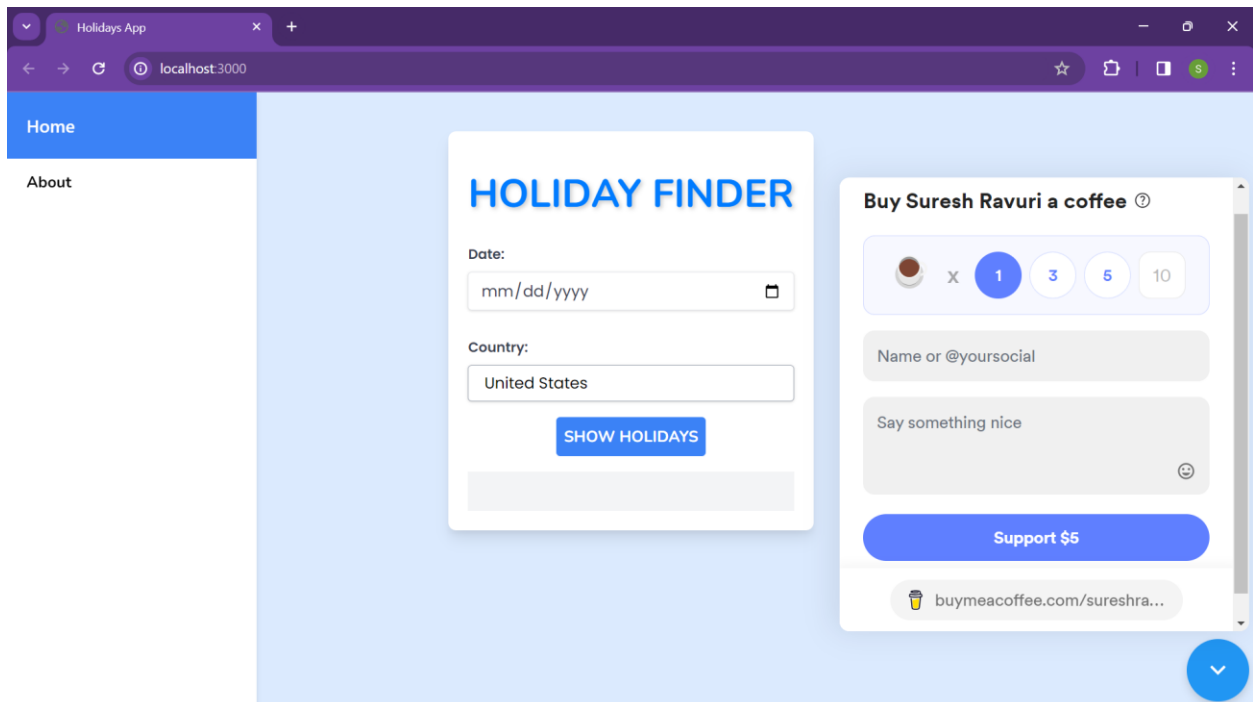 Holidays App
localhost:3000
S
Home
About
HOLIDAY FINDER
Date:
mm/dd/yyyy
Country:
United States
SHOW HOLIDAYS
Buy Suresh Ravuri a coffee ?
x 1 3 5 10
Name or @yoursocial
Say something nice
Support $5
buymeacoffee.com/sureshra...